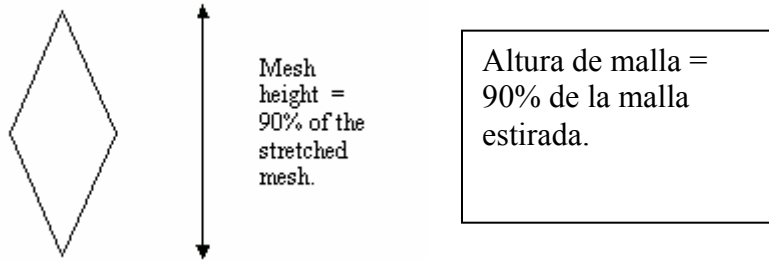 Mesh
height =
90% of the
stretched
mesh.
Altura de malla =
90% de la malla
estirada.